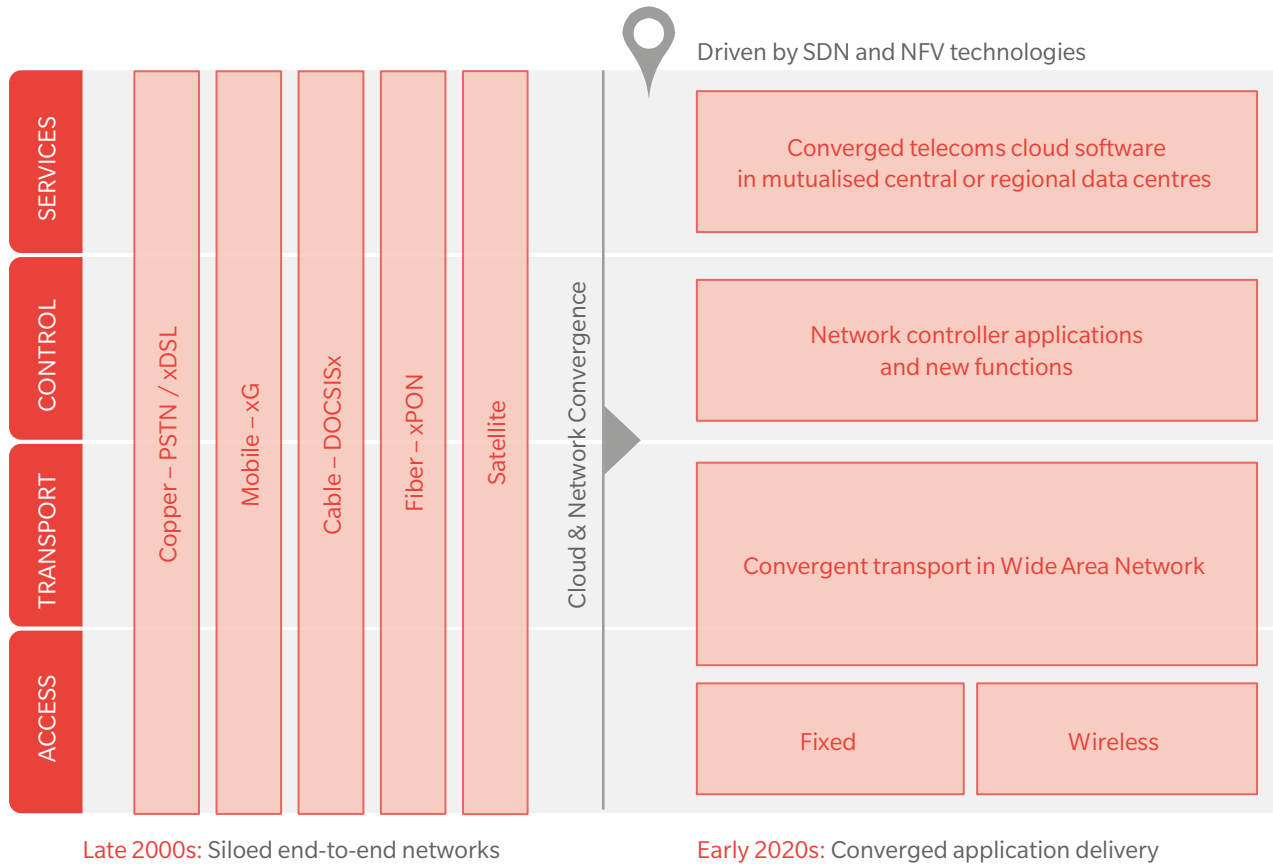 Driven by SDN and NFV technologies
SERVICES
CONTROL
TRANSPORT
ACCESS
Copper – PSTN / xDSL
Mobile – xG
Cable – DOCSISx
Fiber – xPON
Satellite
Cloud & Network Convergence
Converged telecoms cloud software
in mutualised central or regional data centres
Network controller applications
and new functions
Convergent transport in Wide Area Network
Fixed
Wireless
Late 2000s: Siloed end-to-end networks
Early 2020s: Converged application delivery